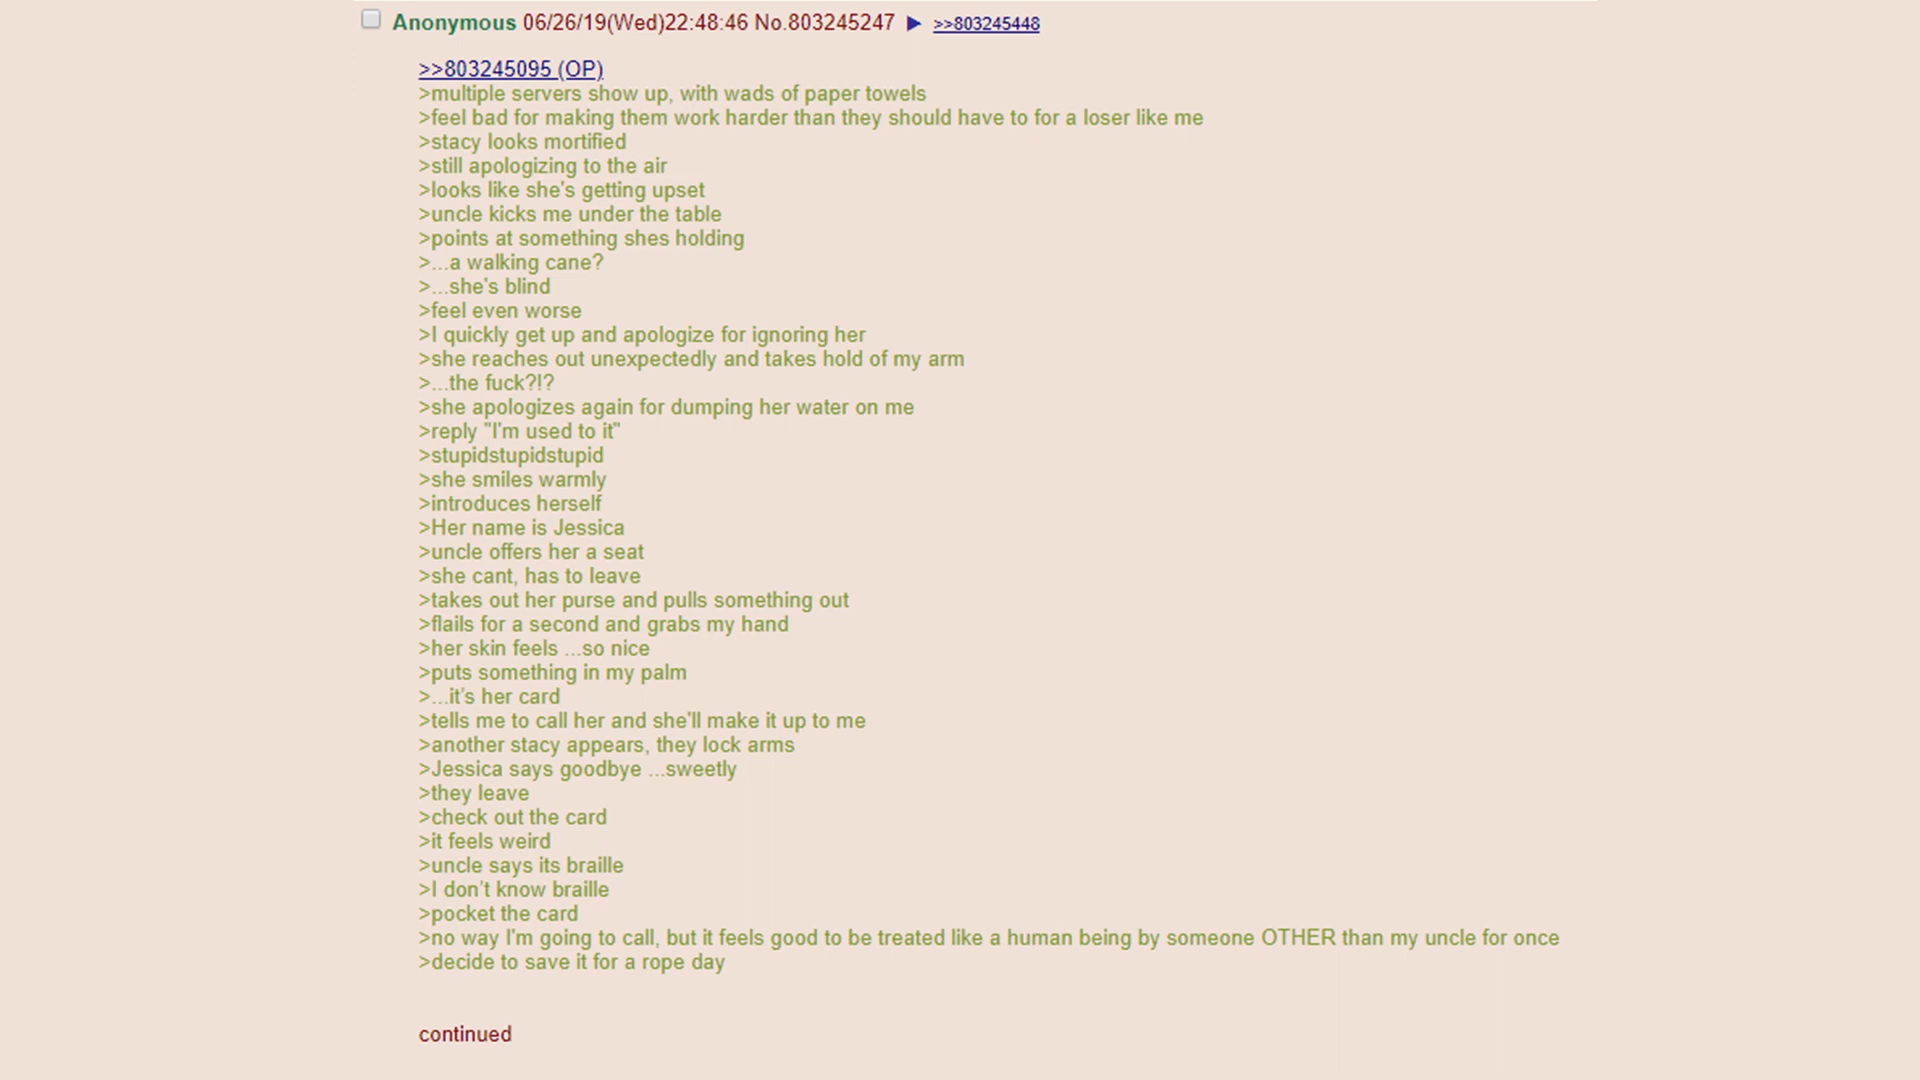 Anonymous 06/26/19(Wed)22:48:46 No.803245247 ▶ >>803245448
>>803245095 (OP)
>multiple servers show up, with wads of paper towels
>feel bad for making them work harder than they should have to for a loser like me
>stacy looks mortified
>still apologizing to the air
>looks like she's getting upset
>uncle kicks me under the table
>points at something shes holding
>...a walking cane?
>...she's blind
>feel even worse
>I quickly get up and apologize for ignoring her
>she reaches out unexpectedly and takes hold of my arm
>...the fuck?!?
>she apologizes again for dumping her water on me
>reply "I'm used to it"
>stupidstupidstupid
>she smiles warmly
>introduces herself
>Her name is Jessica
>uncle offers her a seat
>she cant, has to leave
>takes out her purse and pulls something out
>flails for a second and grabs my hand
>her skin feels ...so nice
>puts something in my palm
>...it's her card
>tells me to call her and she'll make it up to me
>another stacy appears, they lock arms
>Jessica says goodbye ...sweetly
>they leave
>check out the card
>it feels weird
>uncle says its braille
>I don't know braille
>pocket the card
>no way I'm going to call, but it feels good to be treated like a human being by someone OTHER than my uncle for once
>decide to save it for a rope day
continued